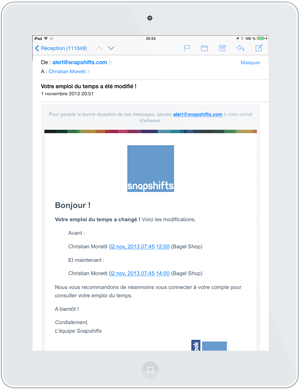 iPad
20:53
100 %
Réception (111649)
De : alert@snapshifts.com
Masquer
À : Christian Moretti
Votre emploi du temps a été modifié !
1 novembre 2013 20:51
Pour garantir la bonne réception de nos messages, ajoutez alert@snapshifts.com à votre carnet
d'adresse.
snapshifts
Bonjour !
Votre emploi du temps a changé ! Voici les modifications.
Avant :
Christian Moretti 02 nov. 2013 07:45 12:00 (Bagel Shop)
Et maintenant :
Christian Moretti 02 nov. 2013 07:45 14:00 (Bagel Shop)
Nous vous recommandons de néanmoins vous connecter à votre compte pour
consulter votre emploi du temps.
A bientôt !
Cordialement,
L'équipe Snapshifts